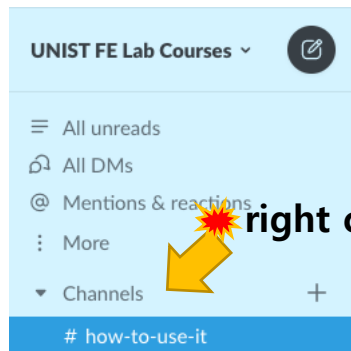 UNIST FE Lab Courses
All unreads
All DMs
@ Mentions & reactions
right
More
Channels
# how-to-use-it